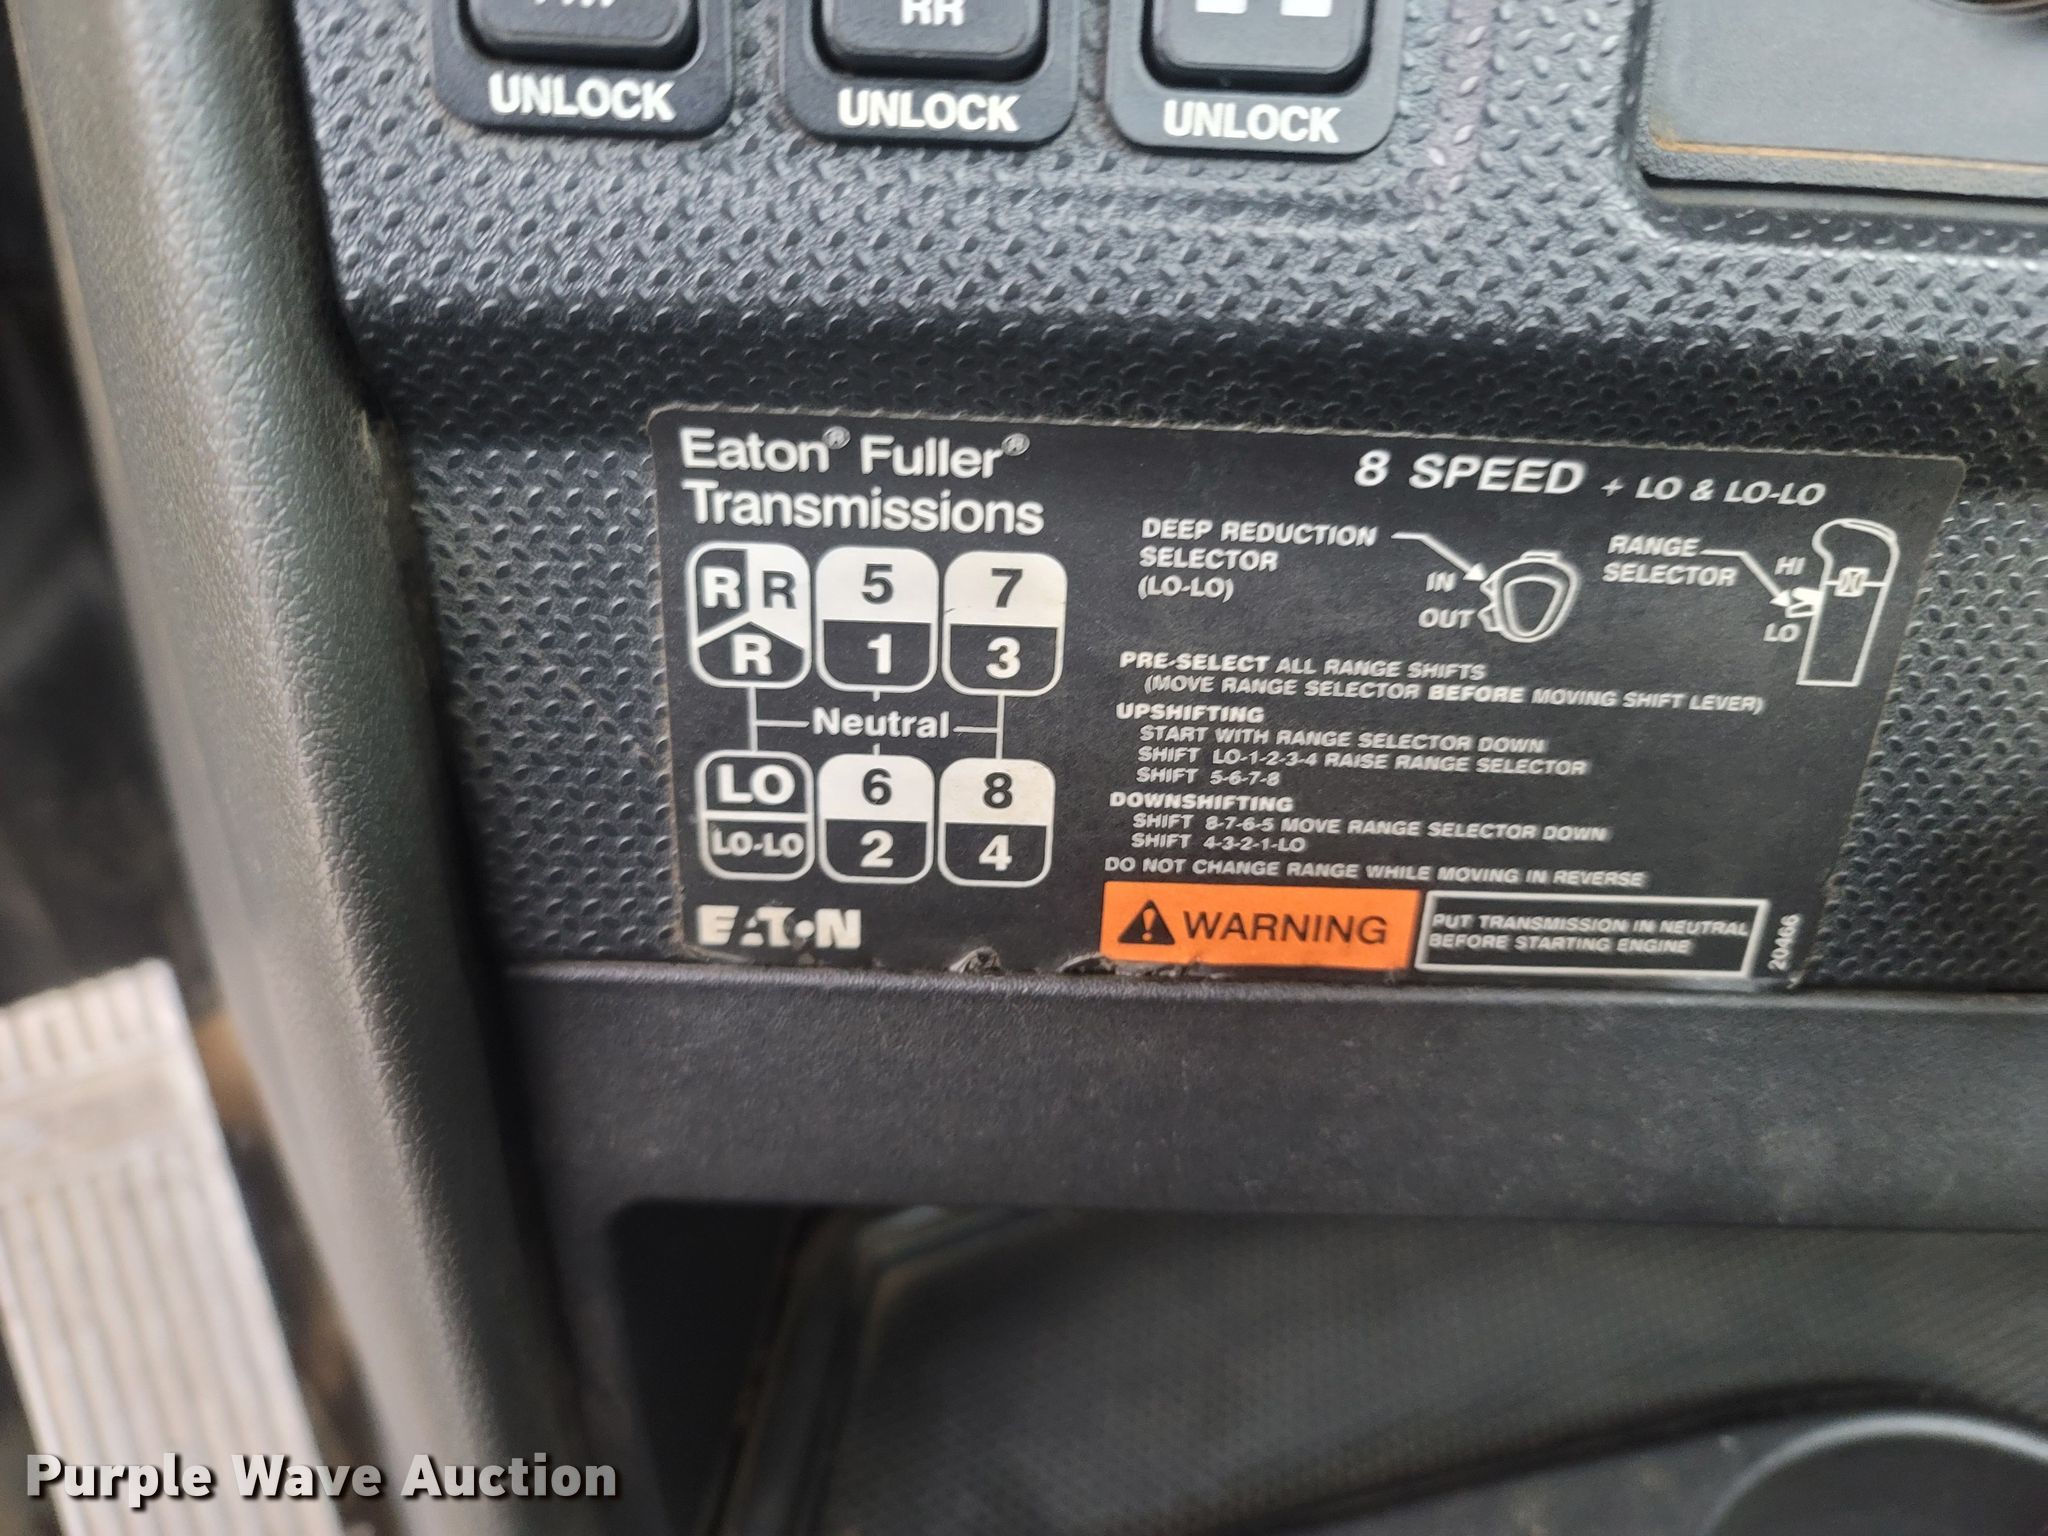 RR
UNLOCK
UNLOCK
UNLOCK
Eaton® Fuller®
Transmissions
8 SPEED + LO & LO-LO
R R
R
5
1
7
3
Neutral
LO
LO-LO
6
2
8
4
EATON
DEEP REDUCTION
SELECTOR
(LO-LO)
IN
OUT
RANGE
SELECTOR
HI
LO
PRE-SELECT ALL RANGE SHIFTS
(MOVE RANGE SELECTOR BEFORE MOVING SHIFT LEVER)
UPSHIFTING
START WITH RANGE SELECTOR DOWN
SHIFT LO-1-2-3-4 RAISE RANGE SELECTOR
SHIFT 5-6-7-8
DOWNSHIFTING
SHIFT 8-7-6-5 MOVE RANGE SELECTOR DOWN
SHIFT 4-3-2-1-LO
DO NOT CHANGE RANGE WHILE MOVING IN REVERSE
WARNING
PUT TRANSMISSION IN NEUTRAL
BEFORE STARTING ENGINE
20466
Purple Wave Auction